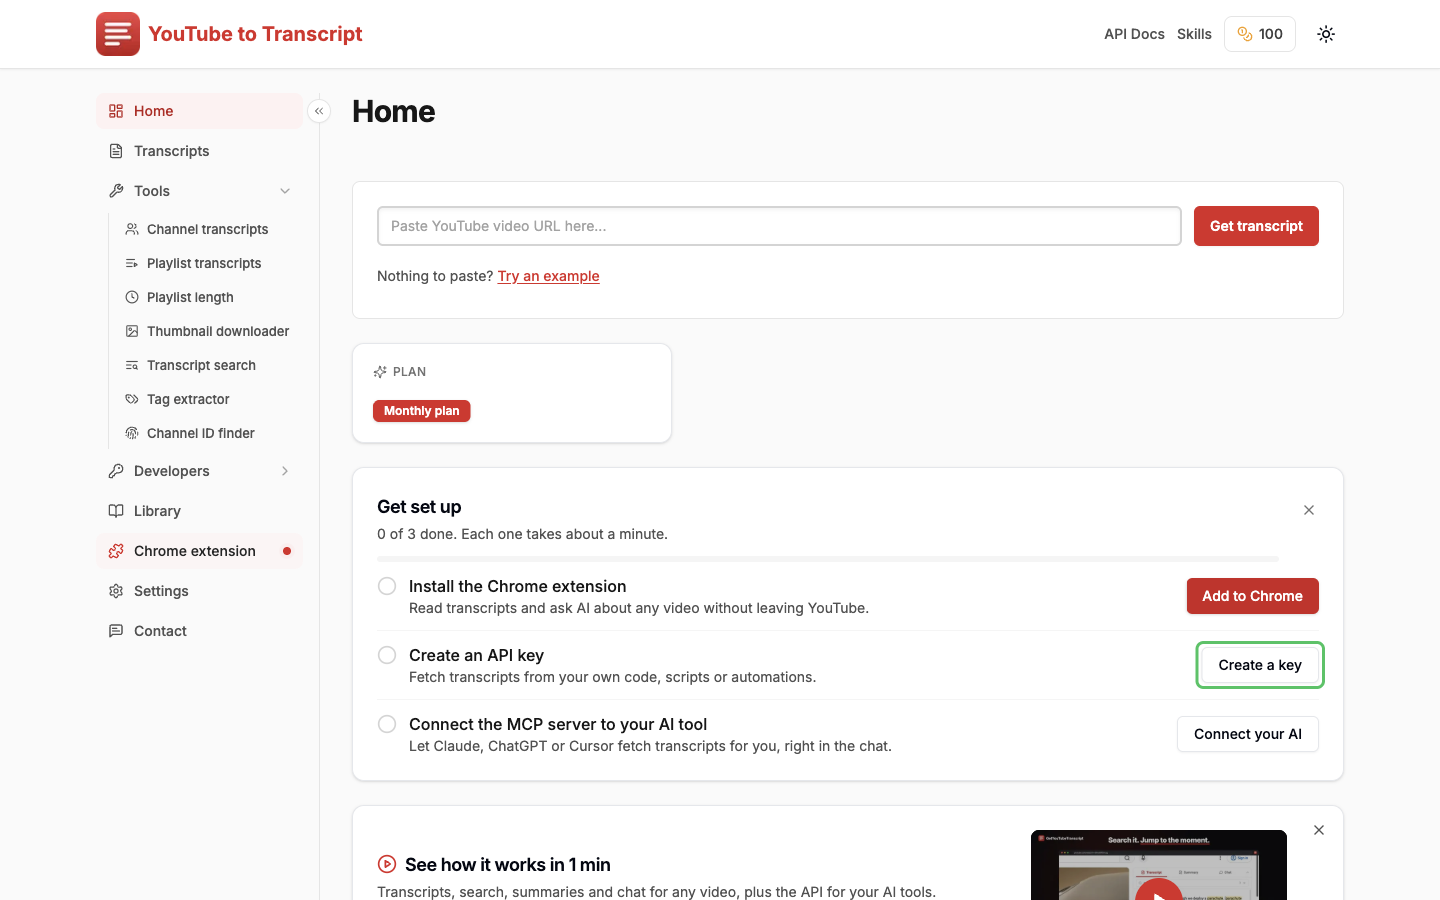 YouTube to Transcript
API Docs
Skills
100
Home
Transcripts
Tools
Channel transcripts
Playlist transcripts
Playlist length
Thumbnail downloader
Transcript search
Tag extractor
Channel ID finder
Developers
Library
Chrome extension
Settings
Contact
Home
Paste YouTube video URL here...
Get transcript
Nothing to paste? Try an example
PLAN
Monthly plan
Get set up
0 of 3 done. Each one takes about a minute.
Install the Chrome extension
Read transcripts and ask AI about any video without leaving YouTube.
Add to Chrome
Create an API key
Fetch transcripts from your own code, scripts or automations.
Create a key
Connect the MCP server to your AI tool
Let Claude, ChatGPT or Cursor fetch transcripts for you, right in the chat.
Connect your AI
See how it works in 1 min
Transcripts, search, summaries and chat for any video, plus the API for your AI tools.
Search it. Jump to the moment.
Transcript
Summary
Chat